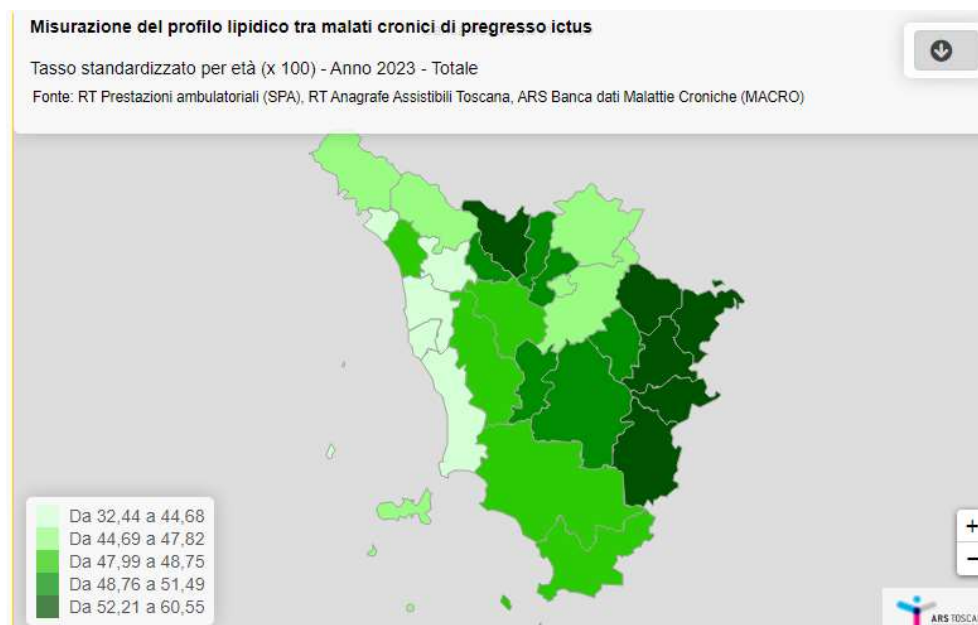 Misurazione del profilo lipidico tra malati cronici di pregresso ictus
Tasso standardizzato per età (x 100) - Anno 2023 - Totale
Fonte: RT Prestazioni ambulatoriali (SPA), RT Anagrafe Assistibili Toscana, ARS Banca dati Malattie Croniche (MACRO)
Da 32,44 a 44,68
Da 44,69 a 47,82
Da 47,99 a 48,75
Da 48,76 a 51,49
Da 52,21 a 60,55
+
−
ARS TOSCAN